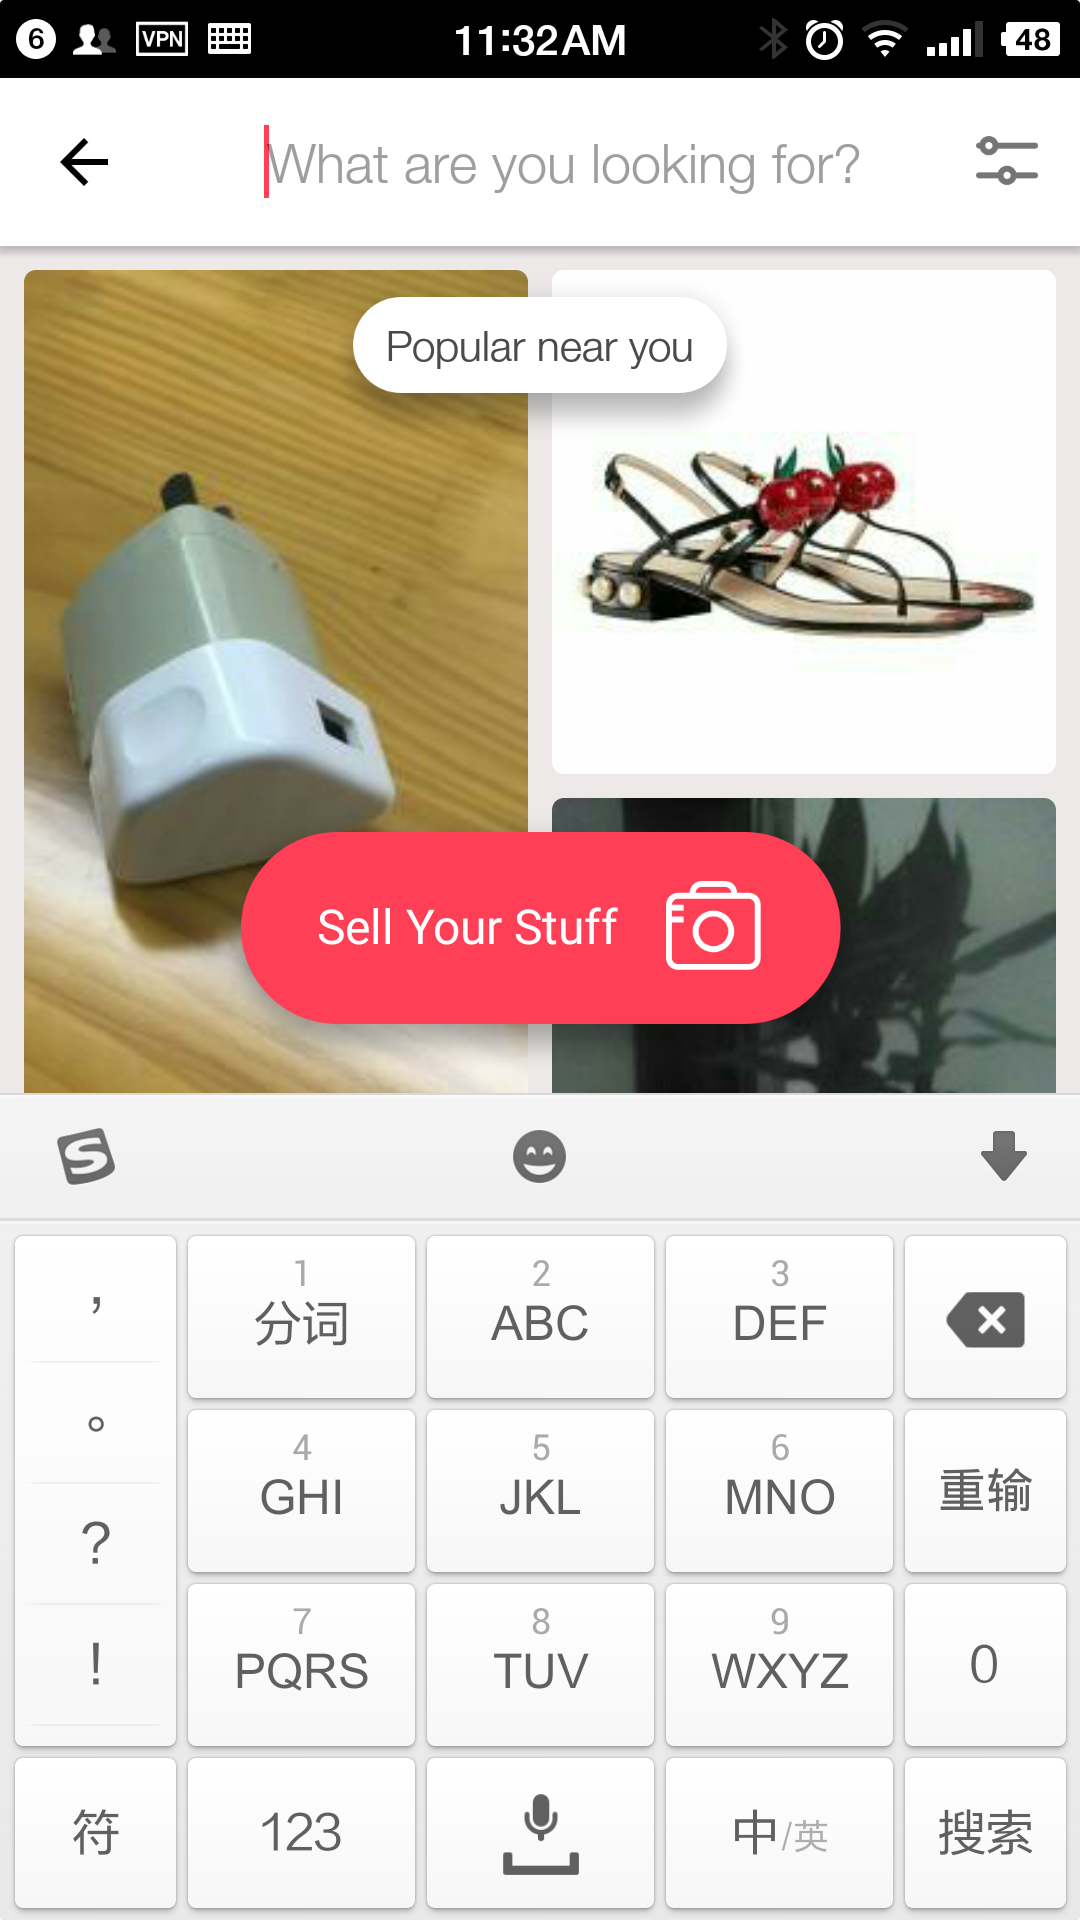 6 VPN 11:32AM 48
What are you looking for?
Popular near you
Sell Your Stuff
S
, 1 2 3
分词 ABC DEF
。 4 5 6
GHI JKL MNO 重输
?
7 8 9
! PQRS TUV WXYZ 0
符 123 中/英 搜索